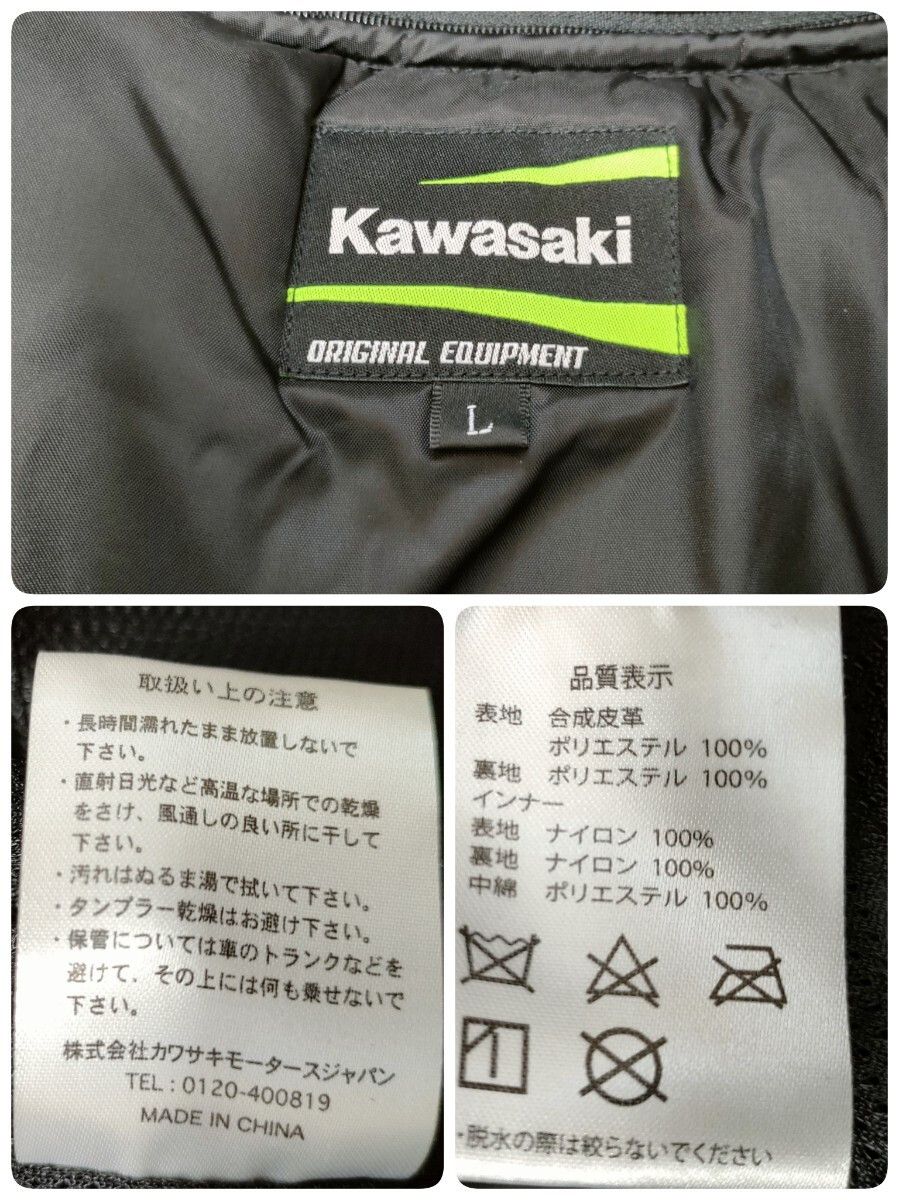 Kawasaki
ORIGINAL EQUIPMENT
L
取扱い上の注意
・長時間濡れたまま放置しないで
下さい。
・直射日光など高温な場所での乾燥
をさけ、風通しの良い所に干して
下さい。
・汚れはぬるま湯で拭いて下さい。
・タンブラー乾燥はお避け下さい。
・保管については車のトランクなどを
避けて、その上には何も乗せないで
下さい。
株式会社カワサキモータースジャパン
TEL:0120-400819
MADE IN CHINA
品質表示
表地 合成皮革
ポリエステル 100%
裏地 ポリエステル 100%
インナー
表地 ナイロン 100%
裏地 ナイロン 100%
中綿 ポリエステル 100%
・脱水の際は絞らないでください